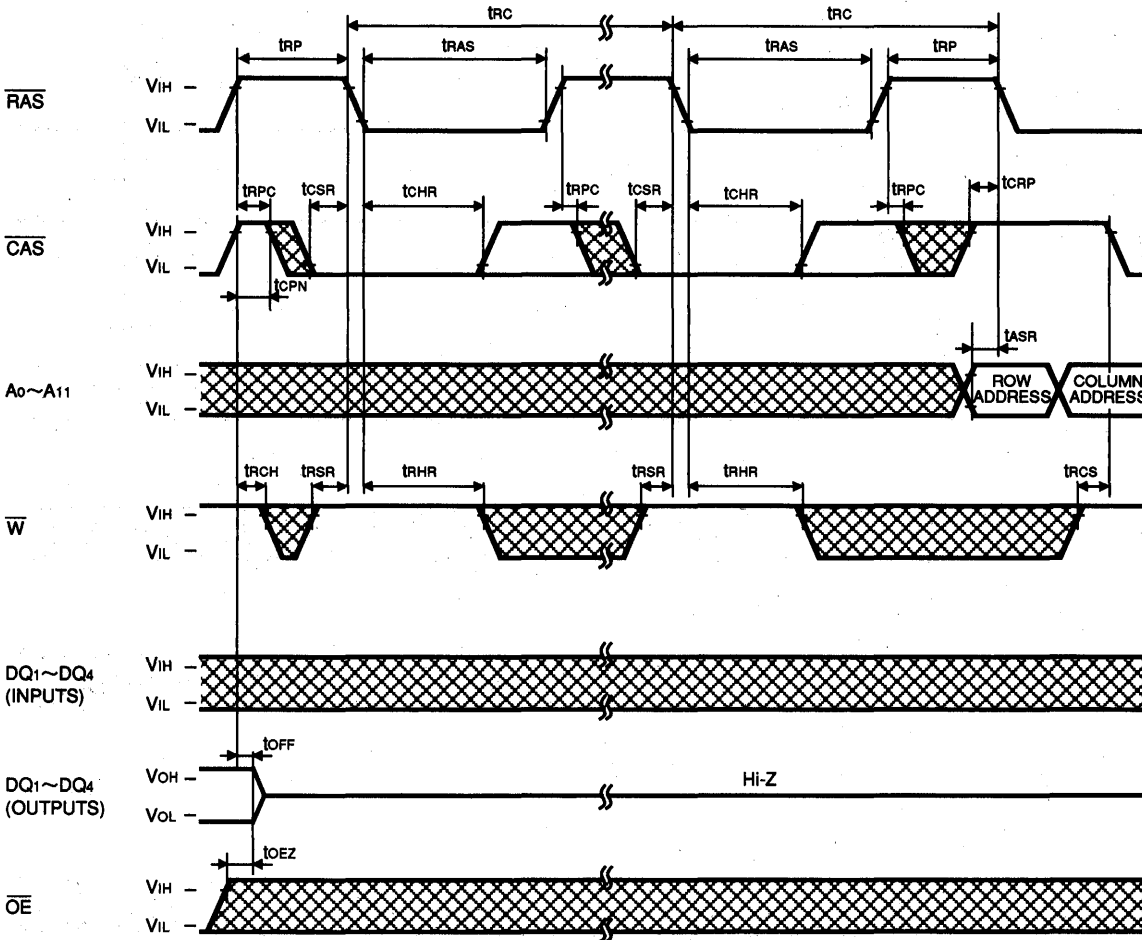 tRC tRC
tRP tRAS tRAS tRP
RAS
VIH –
VIL –
tRPC tCSR tCHR tRPC tCSR tCHR tRPC tCRP
CAS
VIH –
VIL –
tCPN
tASR
A0~A11
VIH –
VIL –
ROW ADDRESS
COLUMN ADDRESS
tRCH tRSR tRHR tRSR tRHR tRCS
W
VIH –
VIL –
DQ1~DQ4
(INPUTS)
VIH –
VIL –
tOFF
DQ1~DQ4
(OUTPUTS)
VOH –
VOL –
Hi-Z
tOEZ
OE
VIH –
VIL –